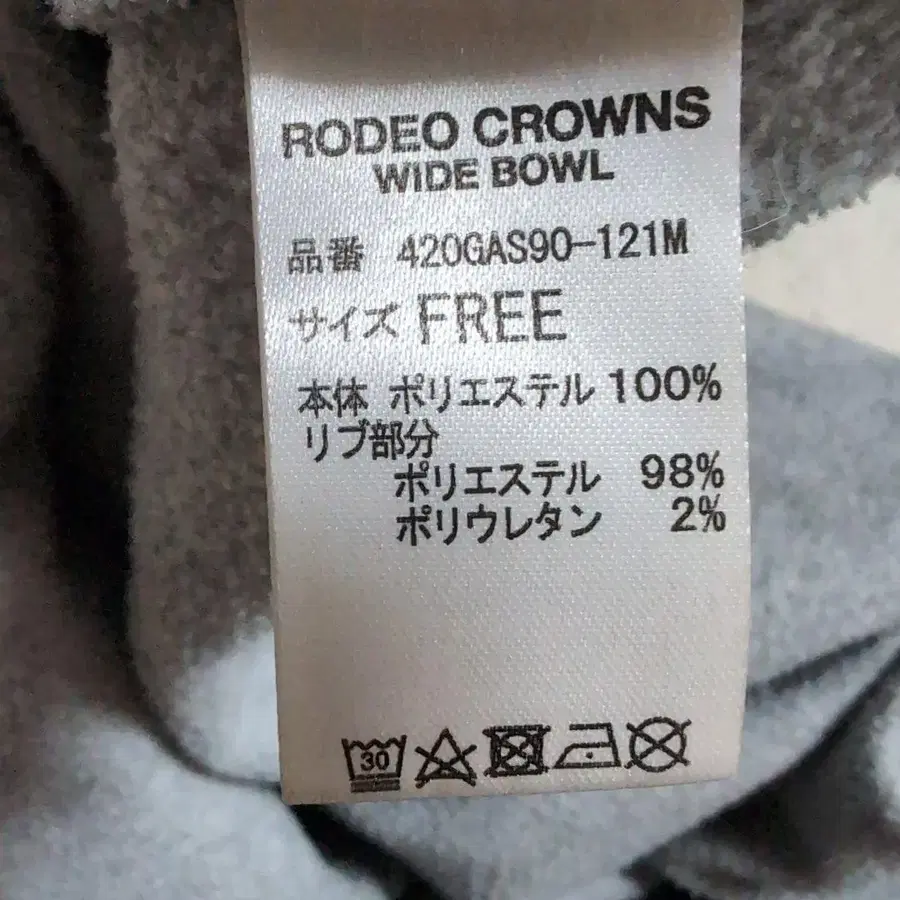 RODEO CROWNS
WIDE BOWL
品番 420GAS90-121M
サイズ FREE
本体 ポリエステル 100%
リブ部分
ポリエステル 98%
ポリウレタン 2%
30